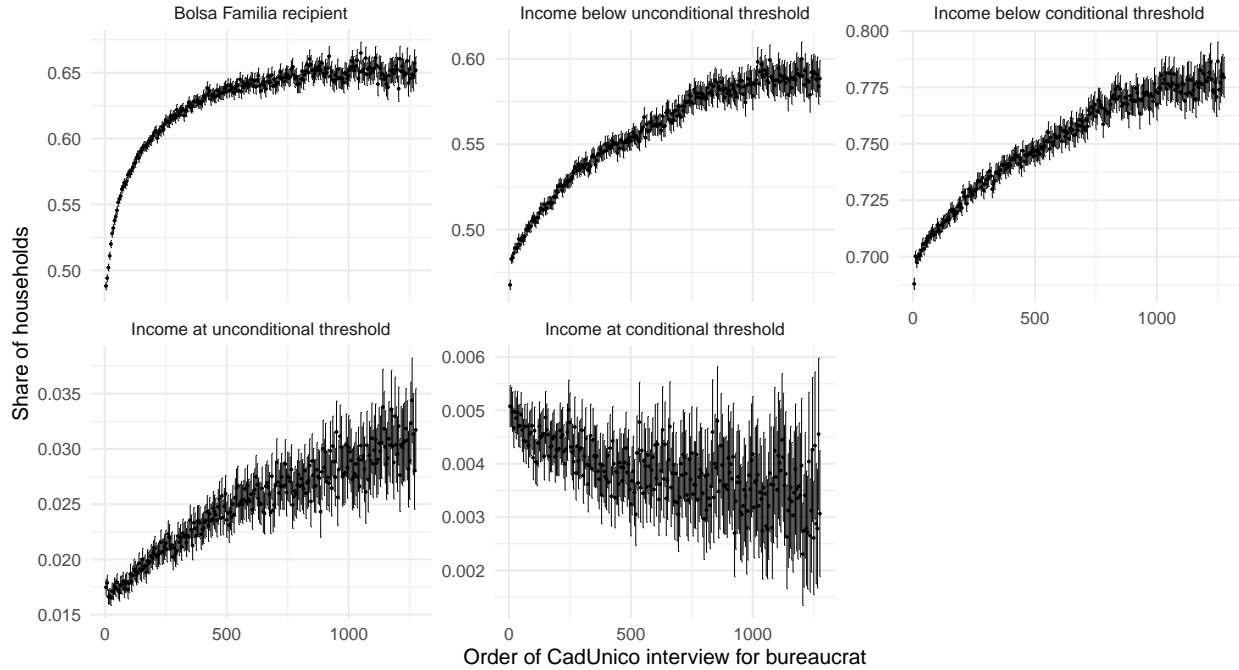 Bolsa Familia recipient
Income below unconditional threshold
Income below conditional threshold
0.65
0.60
0.55
0.50
0.60
0.55
0.50
0.800
0.775
0.750
0.725
0.700
0 500 1000
Income at unconditional threshold
Income at conditional threshold
0.035
0.030
0.025
0.020
0.015
0.006
0.005
0.004
0.003
0.002
0 500 1000
0 500 1000
Share of households
Order of CadUnico interview for bureaucrat